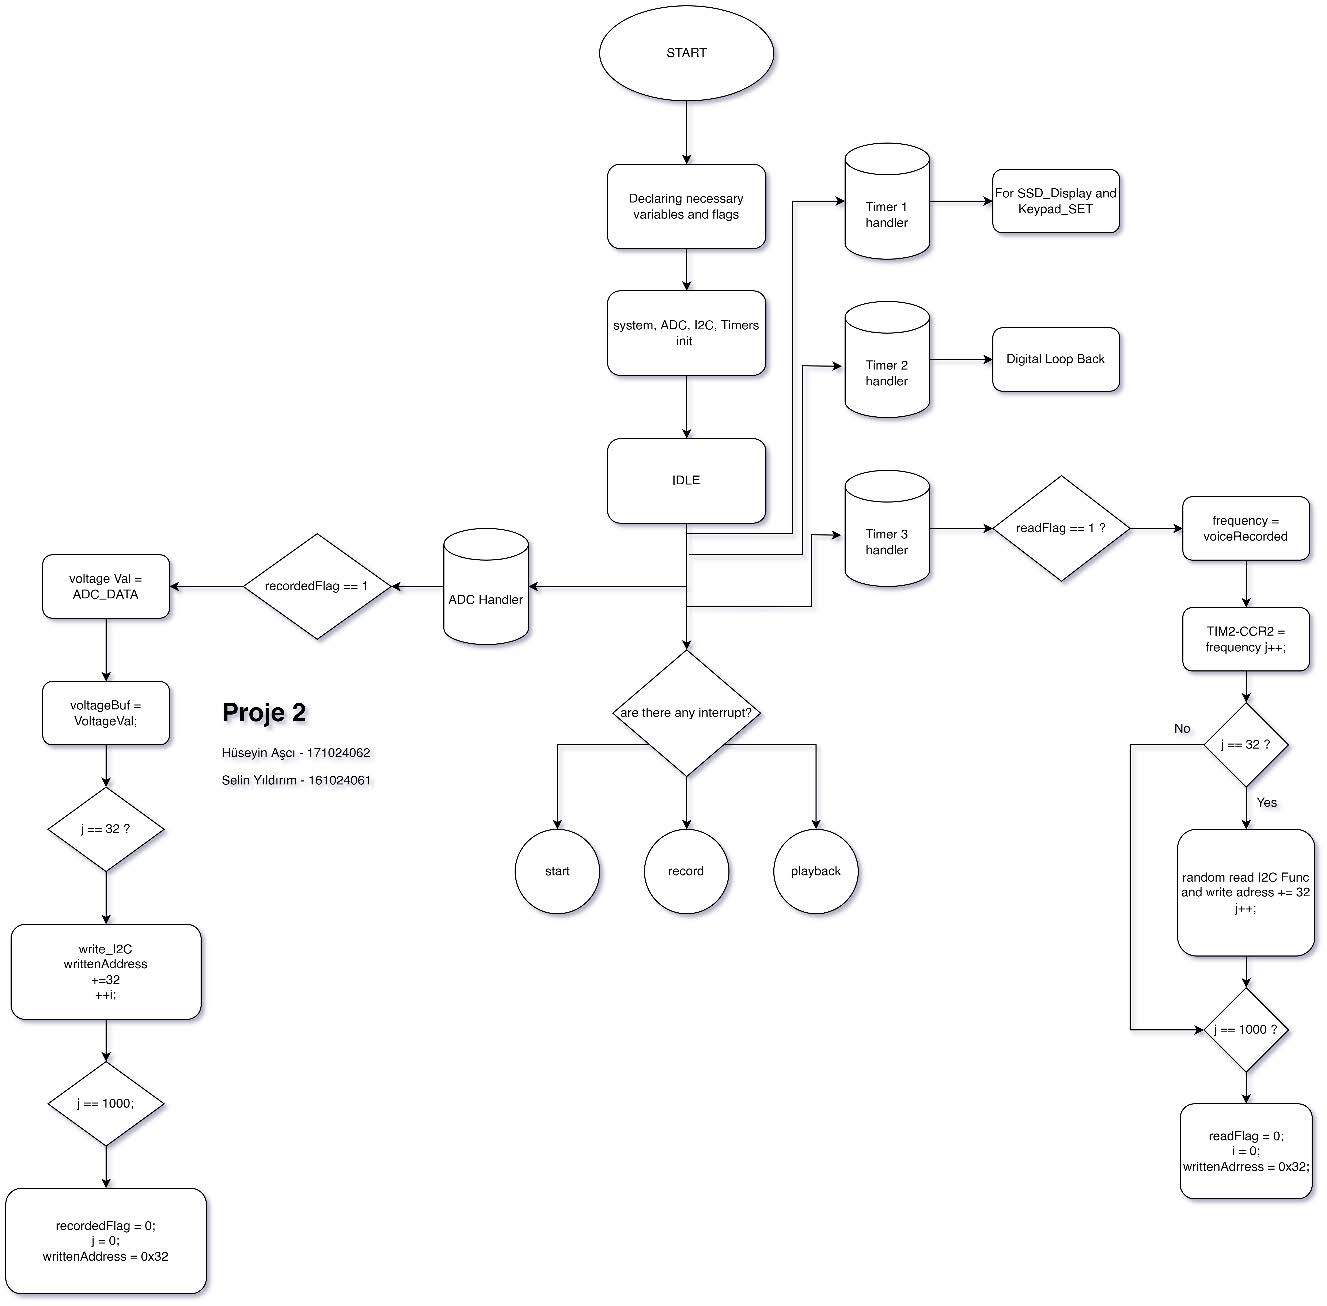 START
Declaring necessary
variables and flags
system, ADC, I2C, Timers
init
IDLE
Timer 1
handler
For SSD_Display and
Keypad_SET
Timer 2
handler
Digital Loop Back
Timer 3
handler
readFlag == 1 ?
frequency =
voiceRecorded
TIM2-CCR2 =
frequency j++;
j == 32 ?
No
Yes
random read I2C Func
and write adress += 32
j++;
j == 1000 ?
readFlag = 0;
i = 0;
writtenAdrress = 0x32;
ADC Handler
recordedFlag == 1
voltage Val =
ADC_DATA
voltageBuf =
VoltageVal;
j == 32 ?
write_I2C
writtenAddress
+=32
++i;
j == 1000;
recordedFlag = 0;
j = 0;
writtenAddress = 0x32
Proje 2
Hüseyin Aşcı - 171024062
Selin Yıldırım - 161024061
are there any interrupt?
start
record
playback